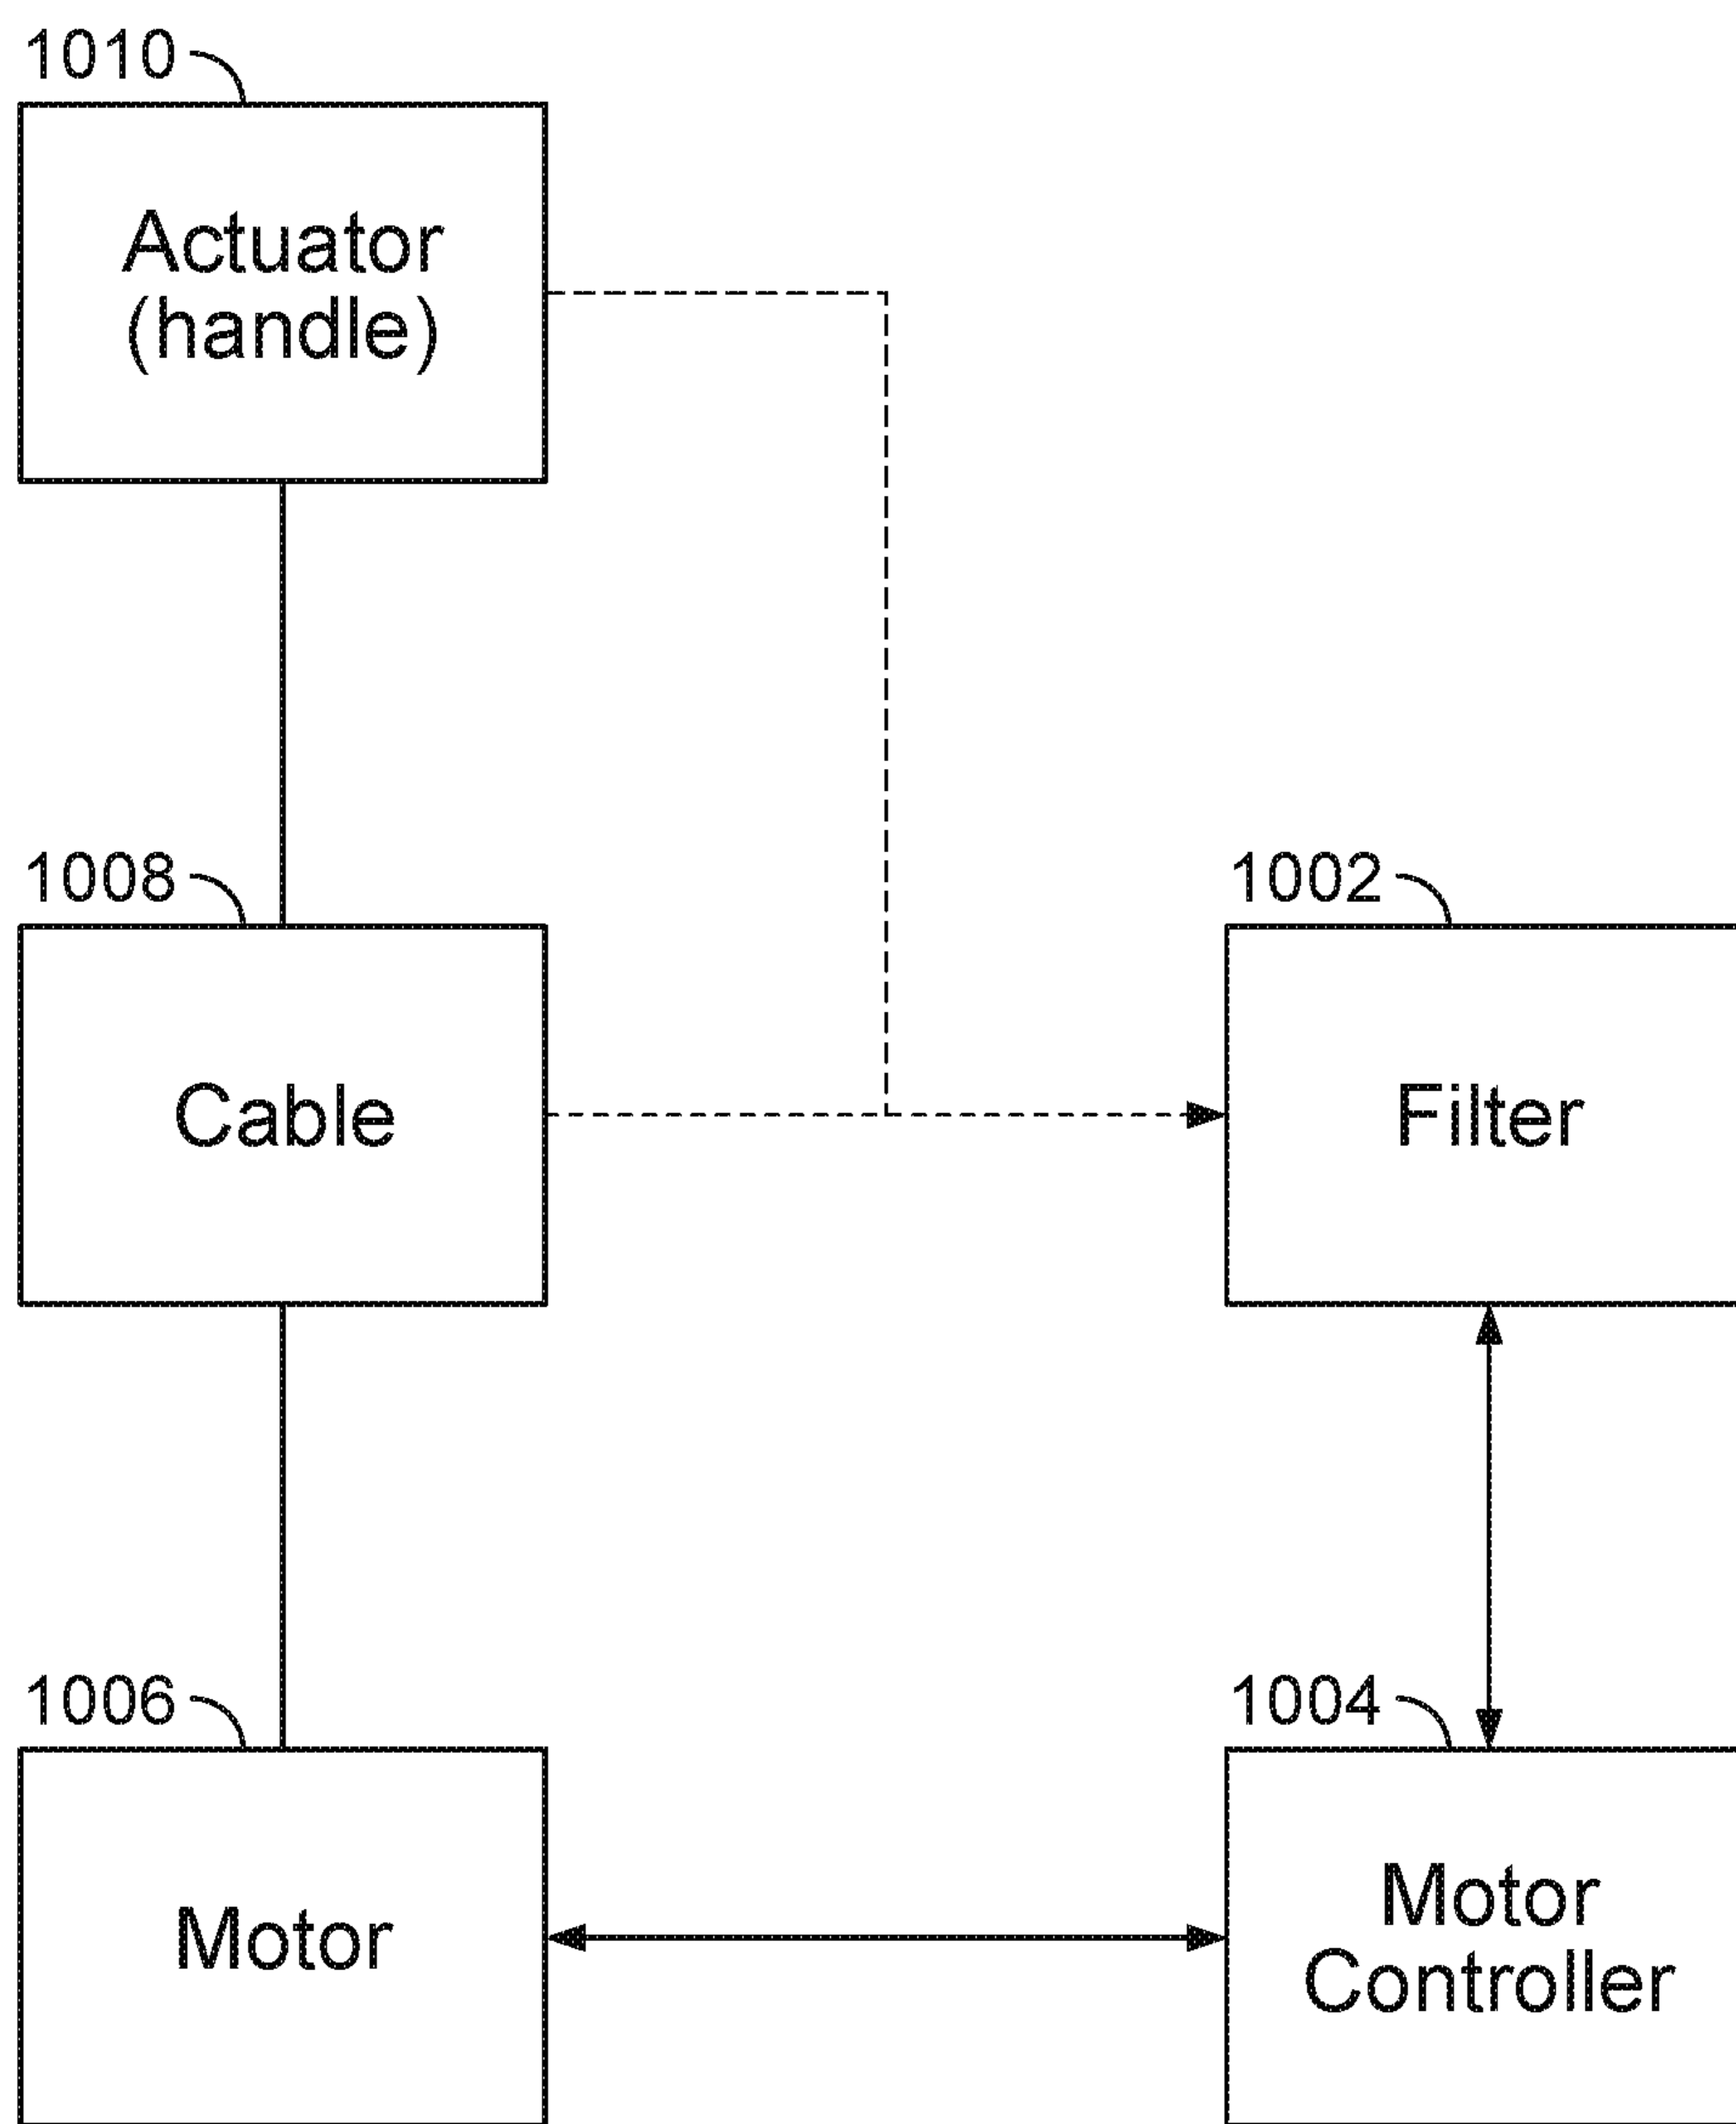 1010
Actuator
(handle)
1008
Cable
1002
Filter
1006
Motor
1004
Motor
Controller